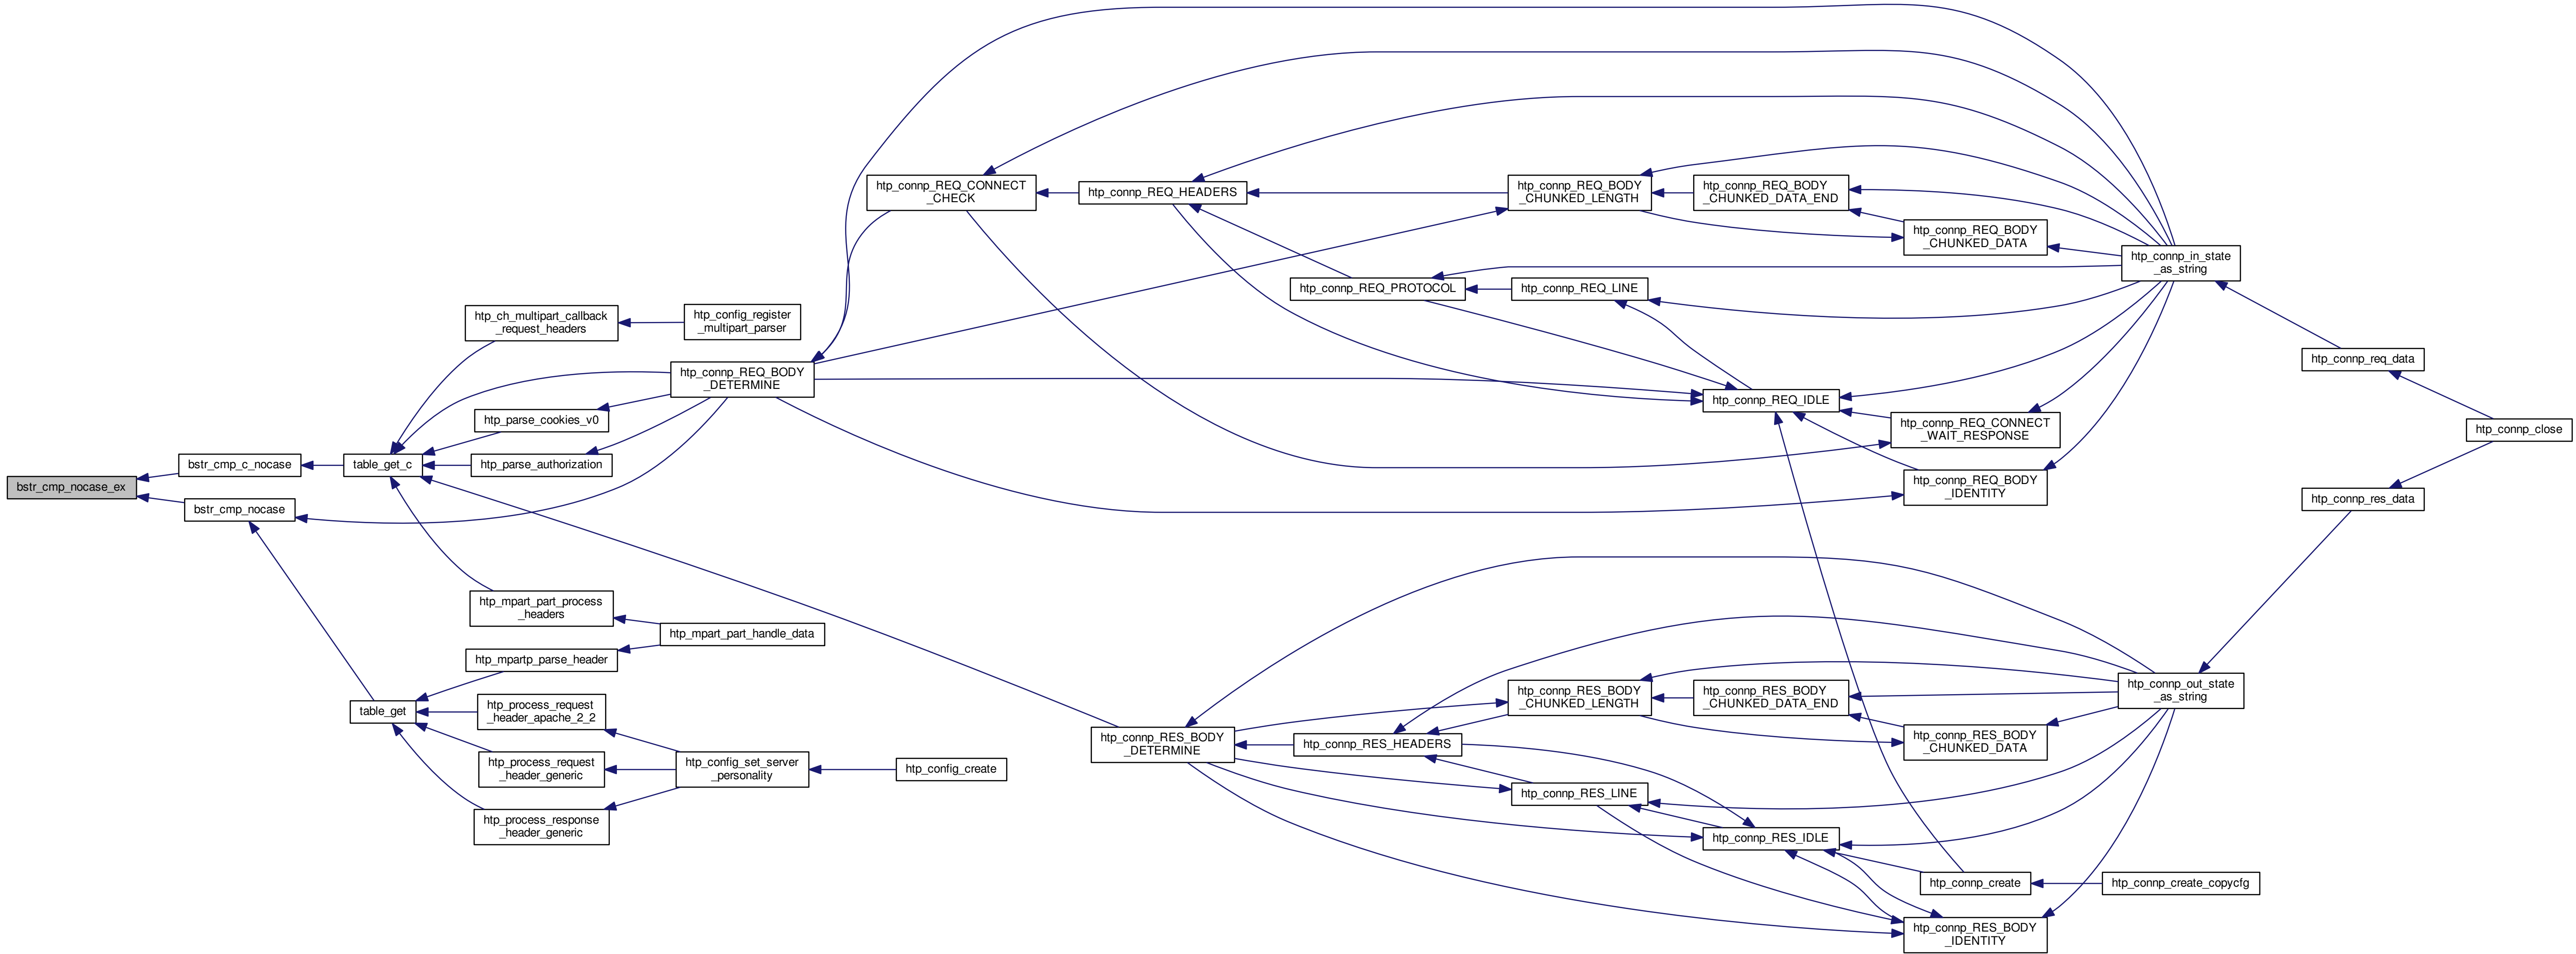 bstr_cmp_nocase_ex
bstr_cmp_c_nocase
bstr_cmp_nocase
table_get_c
table_get
htp_ch_multipart_callback
_request_headers
htp_config_register
_multipart_parser
htp_connp_REQ_BODY
_DETERMINE
htp_parse_cookies_v0
htp_parse_authorization
htp_mpart_part_process
_headers
htp_mpart_part_handle_data
htp_mpartp_parse_header
htp_process_request
_header_apache_2_2
htp_process_request
_header_generic
htp_process_response
_header_generic
htp_config_set_server
_personality
htp_config_create
htp_connp_REQ_CONNECT
_CHECK
htp_connp_REQ_HEADERS
htp_connp_REQ_BODY
_CHUNKED_LENGTH
htp_connp_REQ_BODY
_CHUNKED_DATA_END
htp_connp_REQ_BODY
_CHUNKED_DATA
htp_connp_REQ_PROTOCOL
htp_connp_REQ_LINE
htp_connp_REQ_IDLE
htp_connp_REQ_CONNECT
_WAIT_RESPONSE
htp_connp_REQ_BODY
_IDENTITY
htp_connp_in_state
_as_string
htp_connp_req_data
htp_connp_close
htp_connp_res_data
htp_connp_RES_BODY
_DETERMINE
htp_connp_RES_HEADERS
htp_connp_RES_BODY
_CHUNKED_LENGTH
htp_connp_RES_BODY
_CHUNKED_DATA_END
htp_connp_RES_BODY
_CHUNKED_DATA
htp_connp_RES_LINE
htp_connp_RES_IDLE
htp_connp_out_state
_as_string
htp_connp_create
htp_connp_create_copycfg
htp_connp_RES_BODY
_IDENTITY